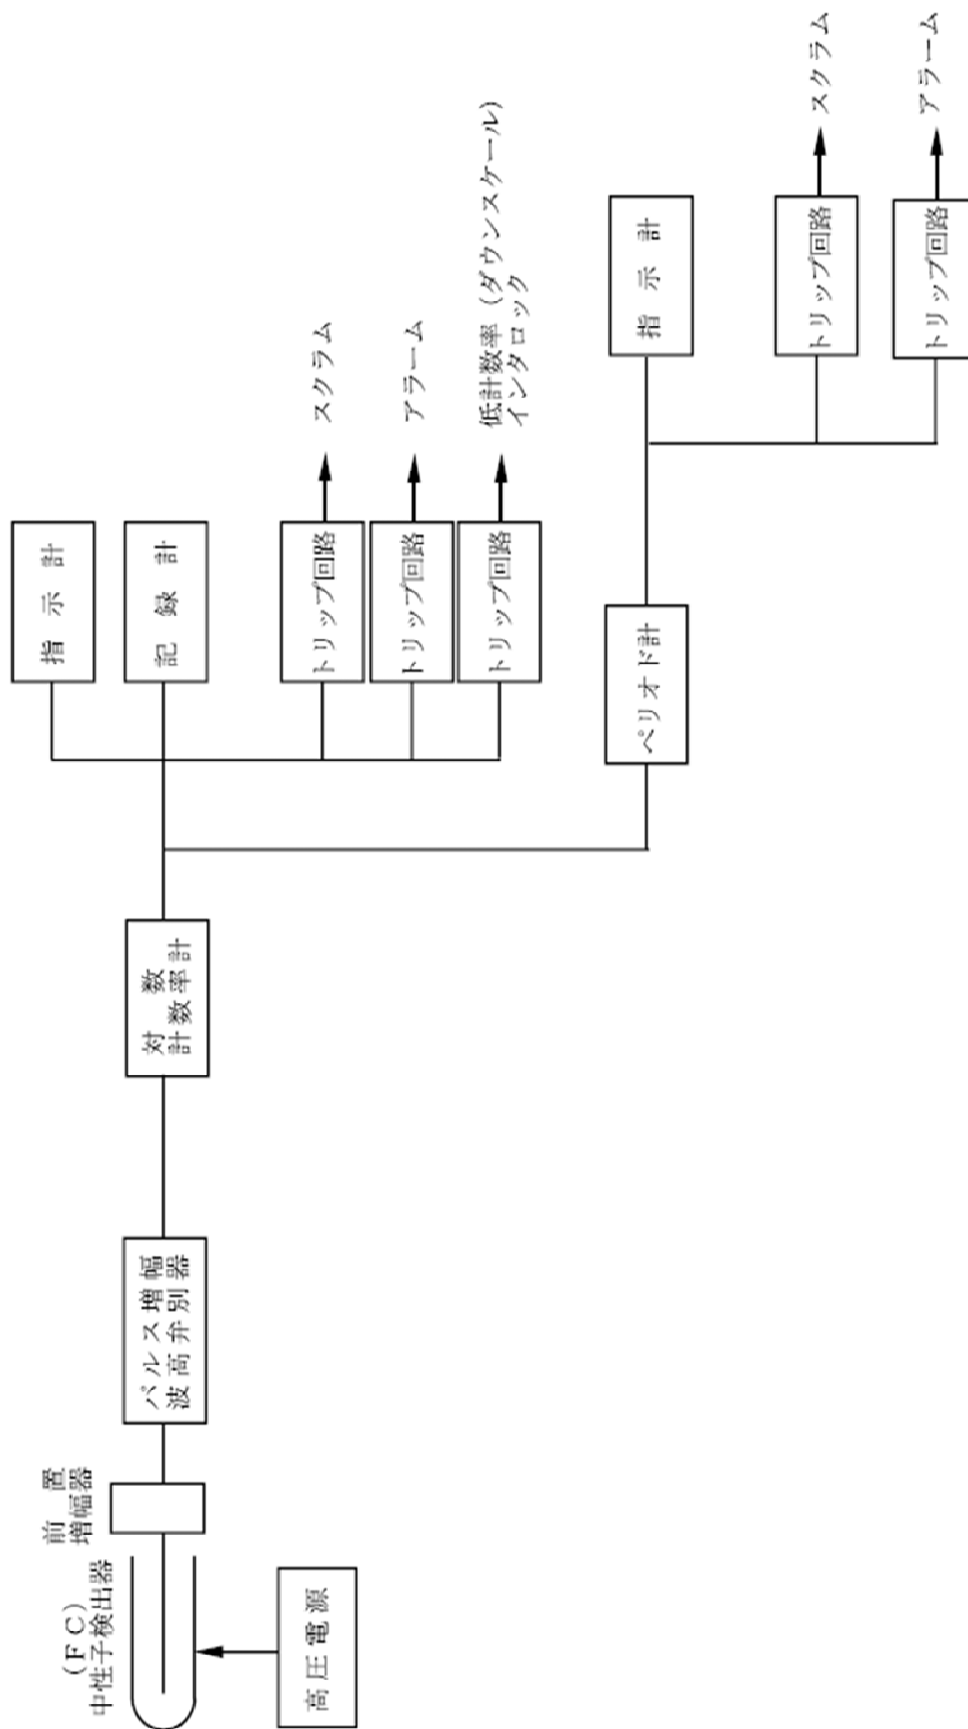 中性子検出器
(ＦＣ)
前置
増幅器
高圧電源
パルス増幅
波高弁別器
対数
計数率計
指示計
記録計
トリップ回路
スクラム
トリップ回路
アラーム
トリップ回路
低計数率(ダウンスケール)
インタロック
ペリオド計
指示計
トリップ回路
スクラム
トリップ回路
アラーム